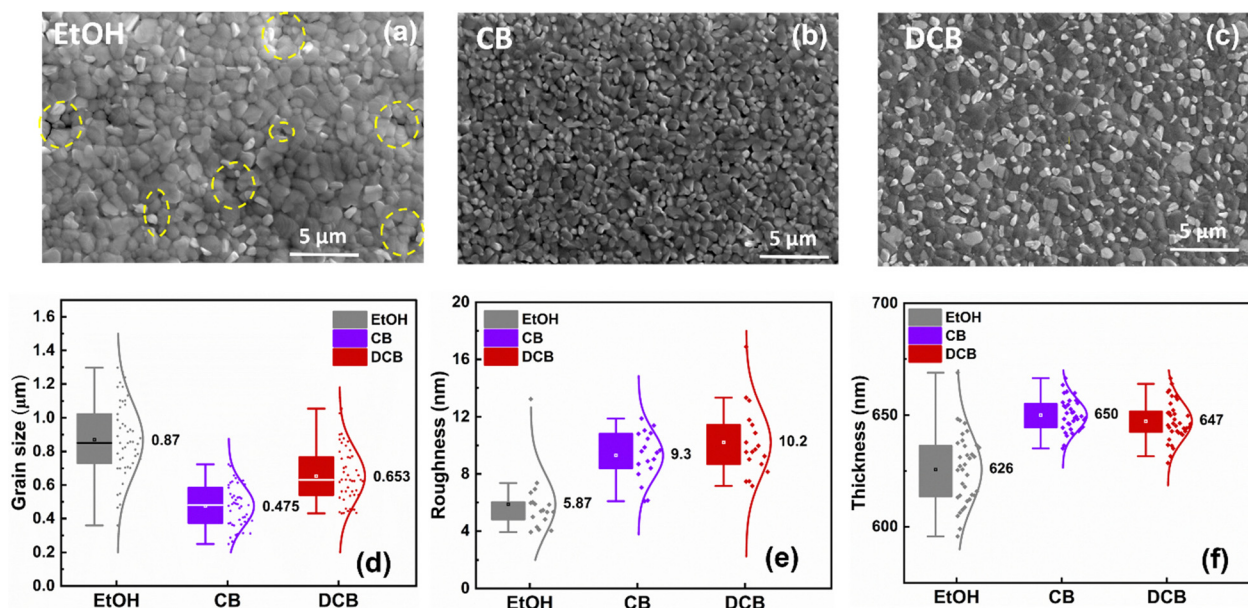 EtOH
(a)
5 μm
CB
(b)
5 μm
DCB
(c)
5 μm
Grain size (μm)
1.6
1.4
1.2
1.0
0.8
0.6
0.4
0.2
0.0
EtOH
CB
DCB
0.87
0.475
0.653
(d)
EtOH
CB
DCB
Roughness (nm)
20
16
12
8
4
0
EtOH
CB
DCB
5.87
9.3
10.2
(e)
EtOH
CB
DCB
Thickness (nm)
700
650
600
EtOH
CB
DCB
626
650
647
(f)
EtOH
CB
DCB